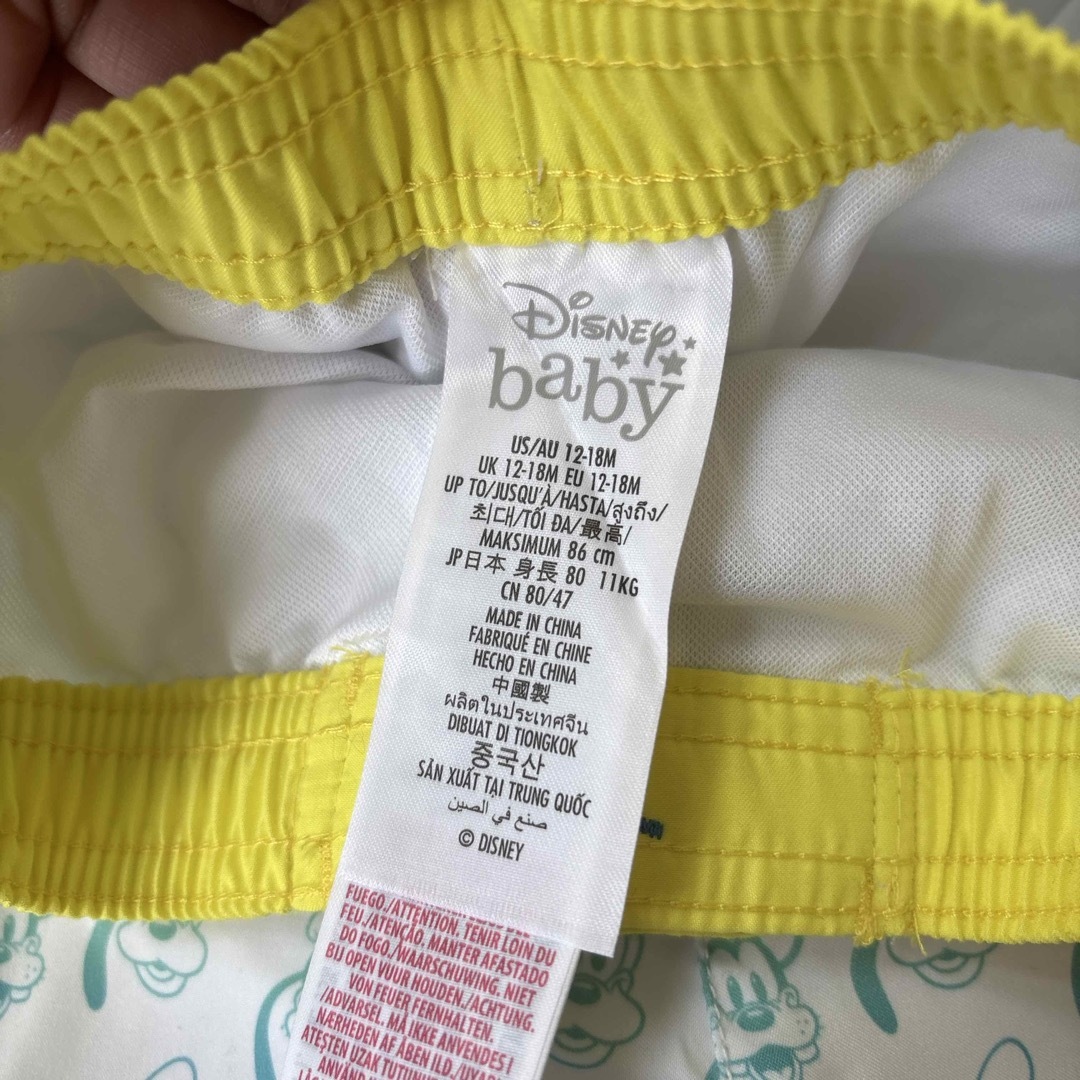 Disney
baby
US/AU 12-18M
UK 12-18M EU 12-18M
UP TO/JUSQU'À/HASTA/สูงถึง/
최대/TỐI ĐA/最高/
MAKSIMUM 86 cm
JP日本 身長 80 11KG
CN 80/47
MADE IN CHINA
FABRIQUÉ EN CHINE
HECHO EN CHINA
中國製
ผลิตในประเทศจีน
DIBUAT DI TIONGKOK
중국산
SẢN XUẤT TẠI TRUNG QUỐC
صنع في الصين
© DISNEY
FUEGO./ATTENTION. TENIR LOIN DU
FEU./ATENÇÃO. MANTER AFASTADO
DO FOGO./WAARSCHUWING. NIET
BIJ OPEN VUUR HOUDEN./ACHTUNG.
VON FEUER FERNHALTEN.
/ADVARSEL. MÅ IKKE ANVENDES I
NÆRHEDEN AF ÅBEN ILD./UYARI.
ATEŞTEN UZAK TUTUNUZ